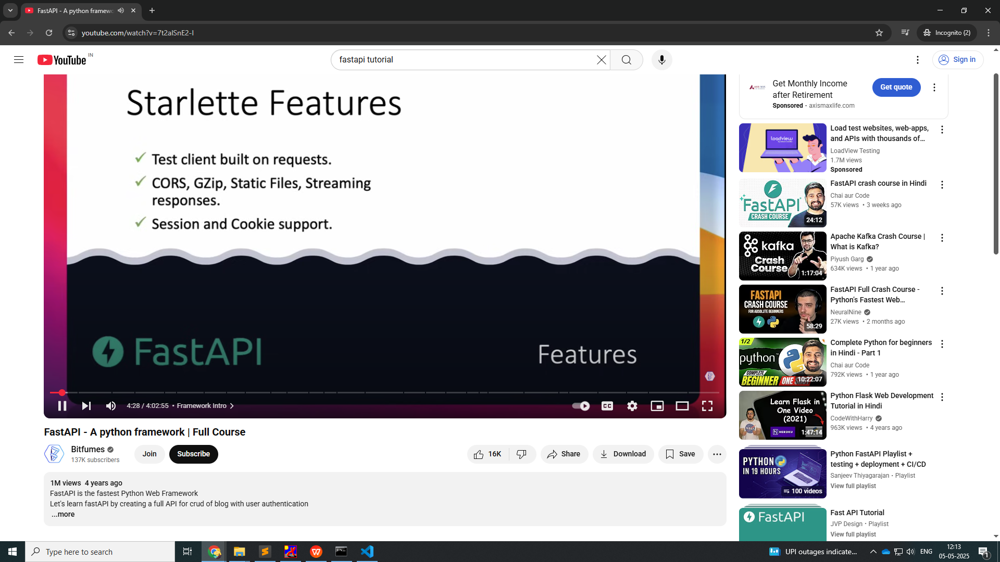 FastAPI - A python framewo
youtube.com/watch?v=7t2alSnE2-I
Incognito (2)
YouTube IN
fastapi tutorial
Sign in
Starlette Features
Test client built on requests.
CORS, GZip, Static Files, Streaming
responses.
Session and Cookie support.
FastAPI
Features
4:28 / 4:02:55 • Framework Intro
CC
FastAPI - A python framework | Full Course
Bitfumes
137K subscribers
Join
Subscribe
16K
Share
Download
Save
1M views 4 years ago
FastAPI is the fastest Python Web Framework
Let's learn fastAPI by creating a full API for crud of blog with user authentication
...more
Get Monthly Income
after Retirement
Sponsored · axismaxlife.com
Get quote
loadview
Load test websites, web-apps,
and APIs with thousands of...
LoadView Testing
1.7M views
Sponsored
FastAPI
CRASH COURSE
24:12
FastAPI crash course in Hindi
Chai aur Code
57K views • 3 weeks ago
kafka
Crash
Course
1:17:04
Apache Kafka Crash Course |
What is Kafka?
Piyush Garg
634K views • 1 year ago
FASTAPI
CRASH COURSE
FOR ABSOLUTE BEGINNERS
58:29
FastAPI Full Crash Course -
Python's Fastest Web...
NeuralNine
27K views • 2 months ago
1/2
python
COMPLETE
BEGINNER ONE SHOT
10:22:07
Complete Python for beginners
in Hindi - Part 1
Chai aur Code
792K views • 1 year ago
Learn Flask in
One Video
(2021)
HEROKU
1:47:14
Python Flask Web Development
Tutorial in Hindi
CodeWithHarry
963K views • 4 years ago
PYTHON
IN 19 HOURS
100 videos
Python FastAPI Playlist +
testing + deployment + CI/CD
Sanjeev Thiyagarajan • Playlist
View full playlist
FastAPI
Fast API Tutorial
JVP Design • Playlist
View full playlist
Type here to search
UPI outages indicate...
ENG
12:13
05-05-2025
1